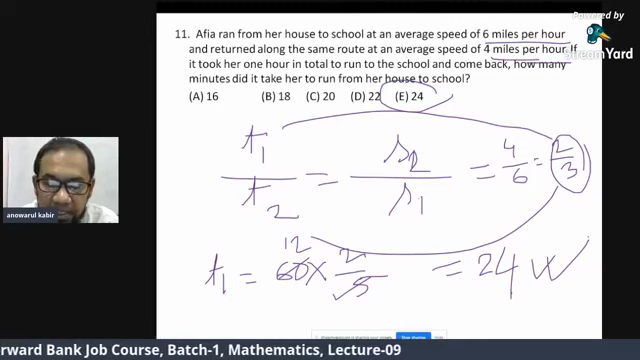 Powered by
StreamYard
11. Afia ran from her house to school at an average speed of 6 miles per hour
and returned along the same route at an average speed of 4 miles per hour. If
it took her one hour in total to run to the school and come back, how many
minutes did it take her to run from her house to school?
(A) 16 (B) 18 (C) 20 (D) 22 (E) 24
t1/t2 = s2/s1 = 4/6 = 2/3
12
t1 = 60 × 2/5 = 24
anowarul kabir
Stop sharing
rward Bank Job Course, Batch-1, Mathematics, Lecture-09